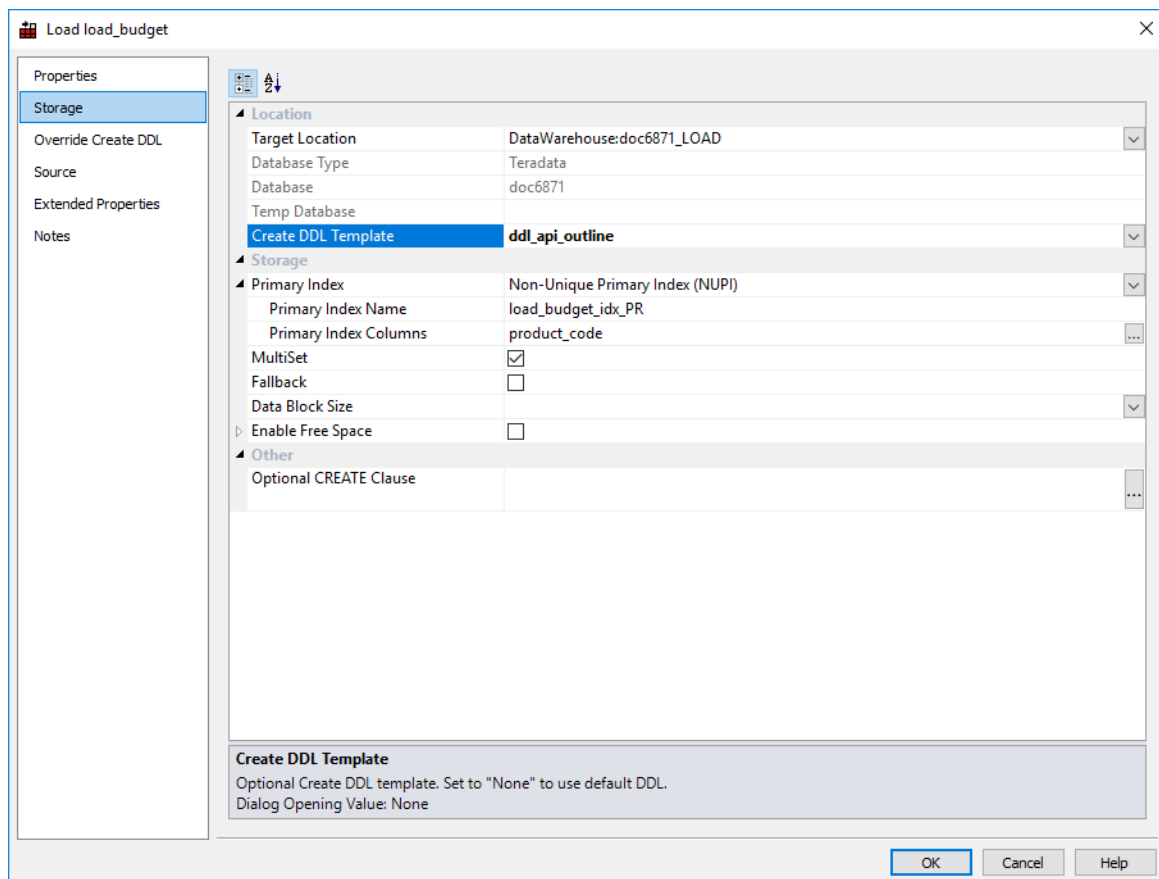 Load load_budget
Properties
Storage
Override Create DDL
Source
Extended Properties
Notes
Location
Target Location DataWarehouse:doc6871_LOAD
Database Type Teradata
Database doc6871
Temp Database
Create DDL Template ddl_api_outline
Storage
Primary Index Non-Unique Primary Index (NUPI)
Primary Index Name load_budget_idx_PR
Primary Index Columns product_code ...
MultiSet
Fallback
Data Block Size
Enable Free Space
Other
Optional CREATE Clause ...
Create DDL Template
Optional Create DDL template. Set to "None" to use default DDL.
Dialog Opening Value: None
OK Cancel Help